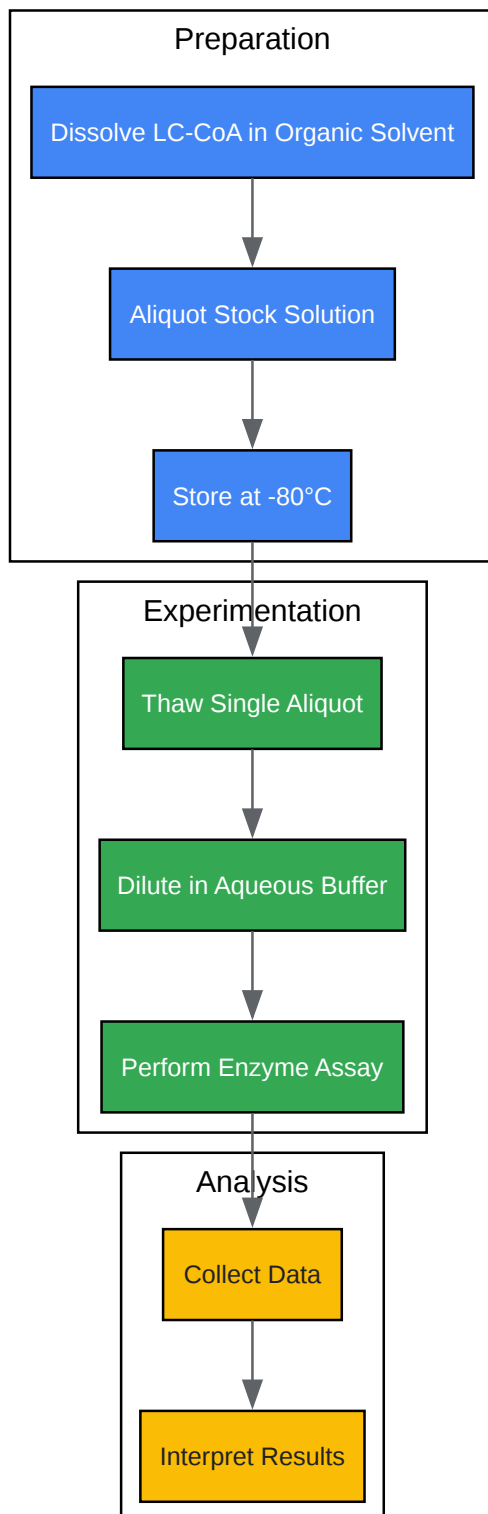 Preparation
Dissolve LC-CoA in Organic Solvent
Aliquot Stock Solution
Store at -80°C
Experimentation
Thaw Single Aliquot
Dilute in Aqueous Buffer
Perform Enzyme Assay
Analysis
Collect Data
Interpret Results